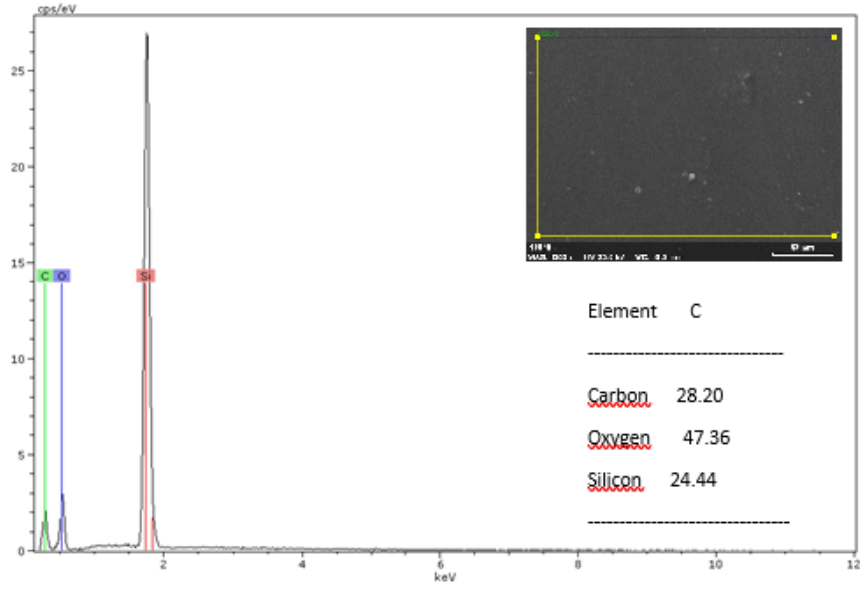 cps/eV
25
20
15
10
5
0
C O Si
2 4 6 8 10 12
keV
Element C
------------------------------
Carbon 28.20
Oxygen 47.36
Silicon 24.44
-------------------------------